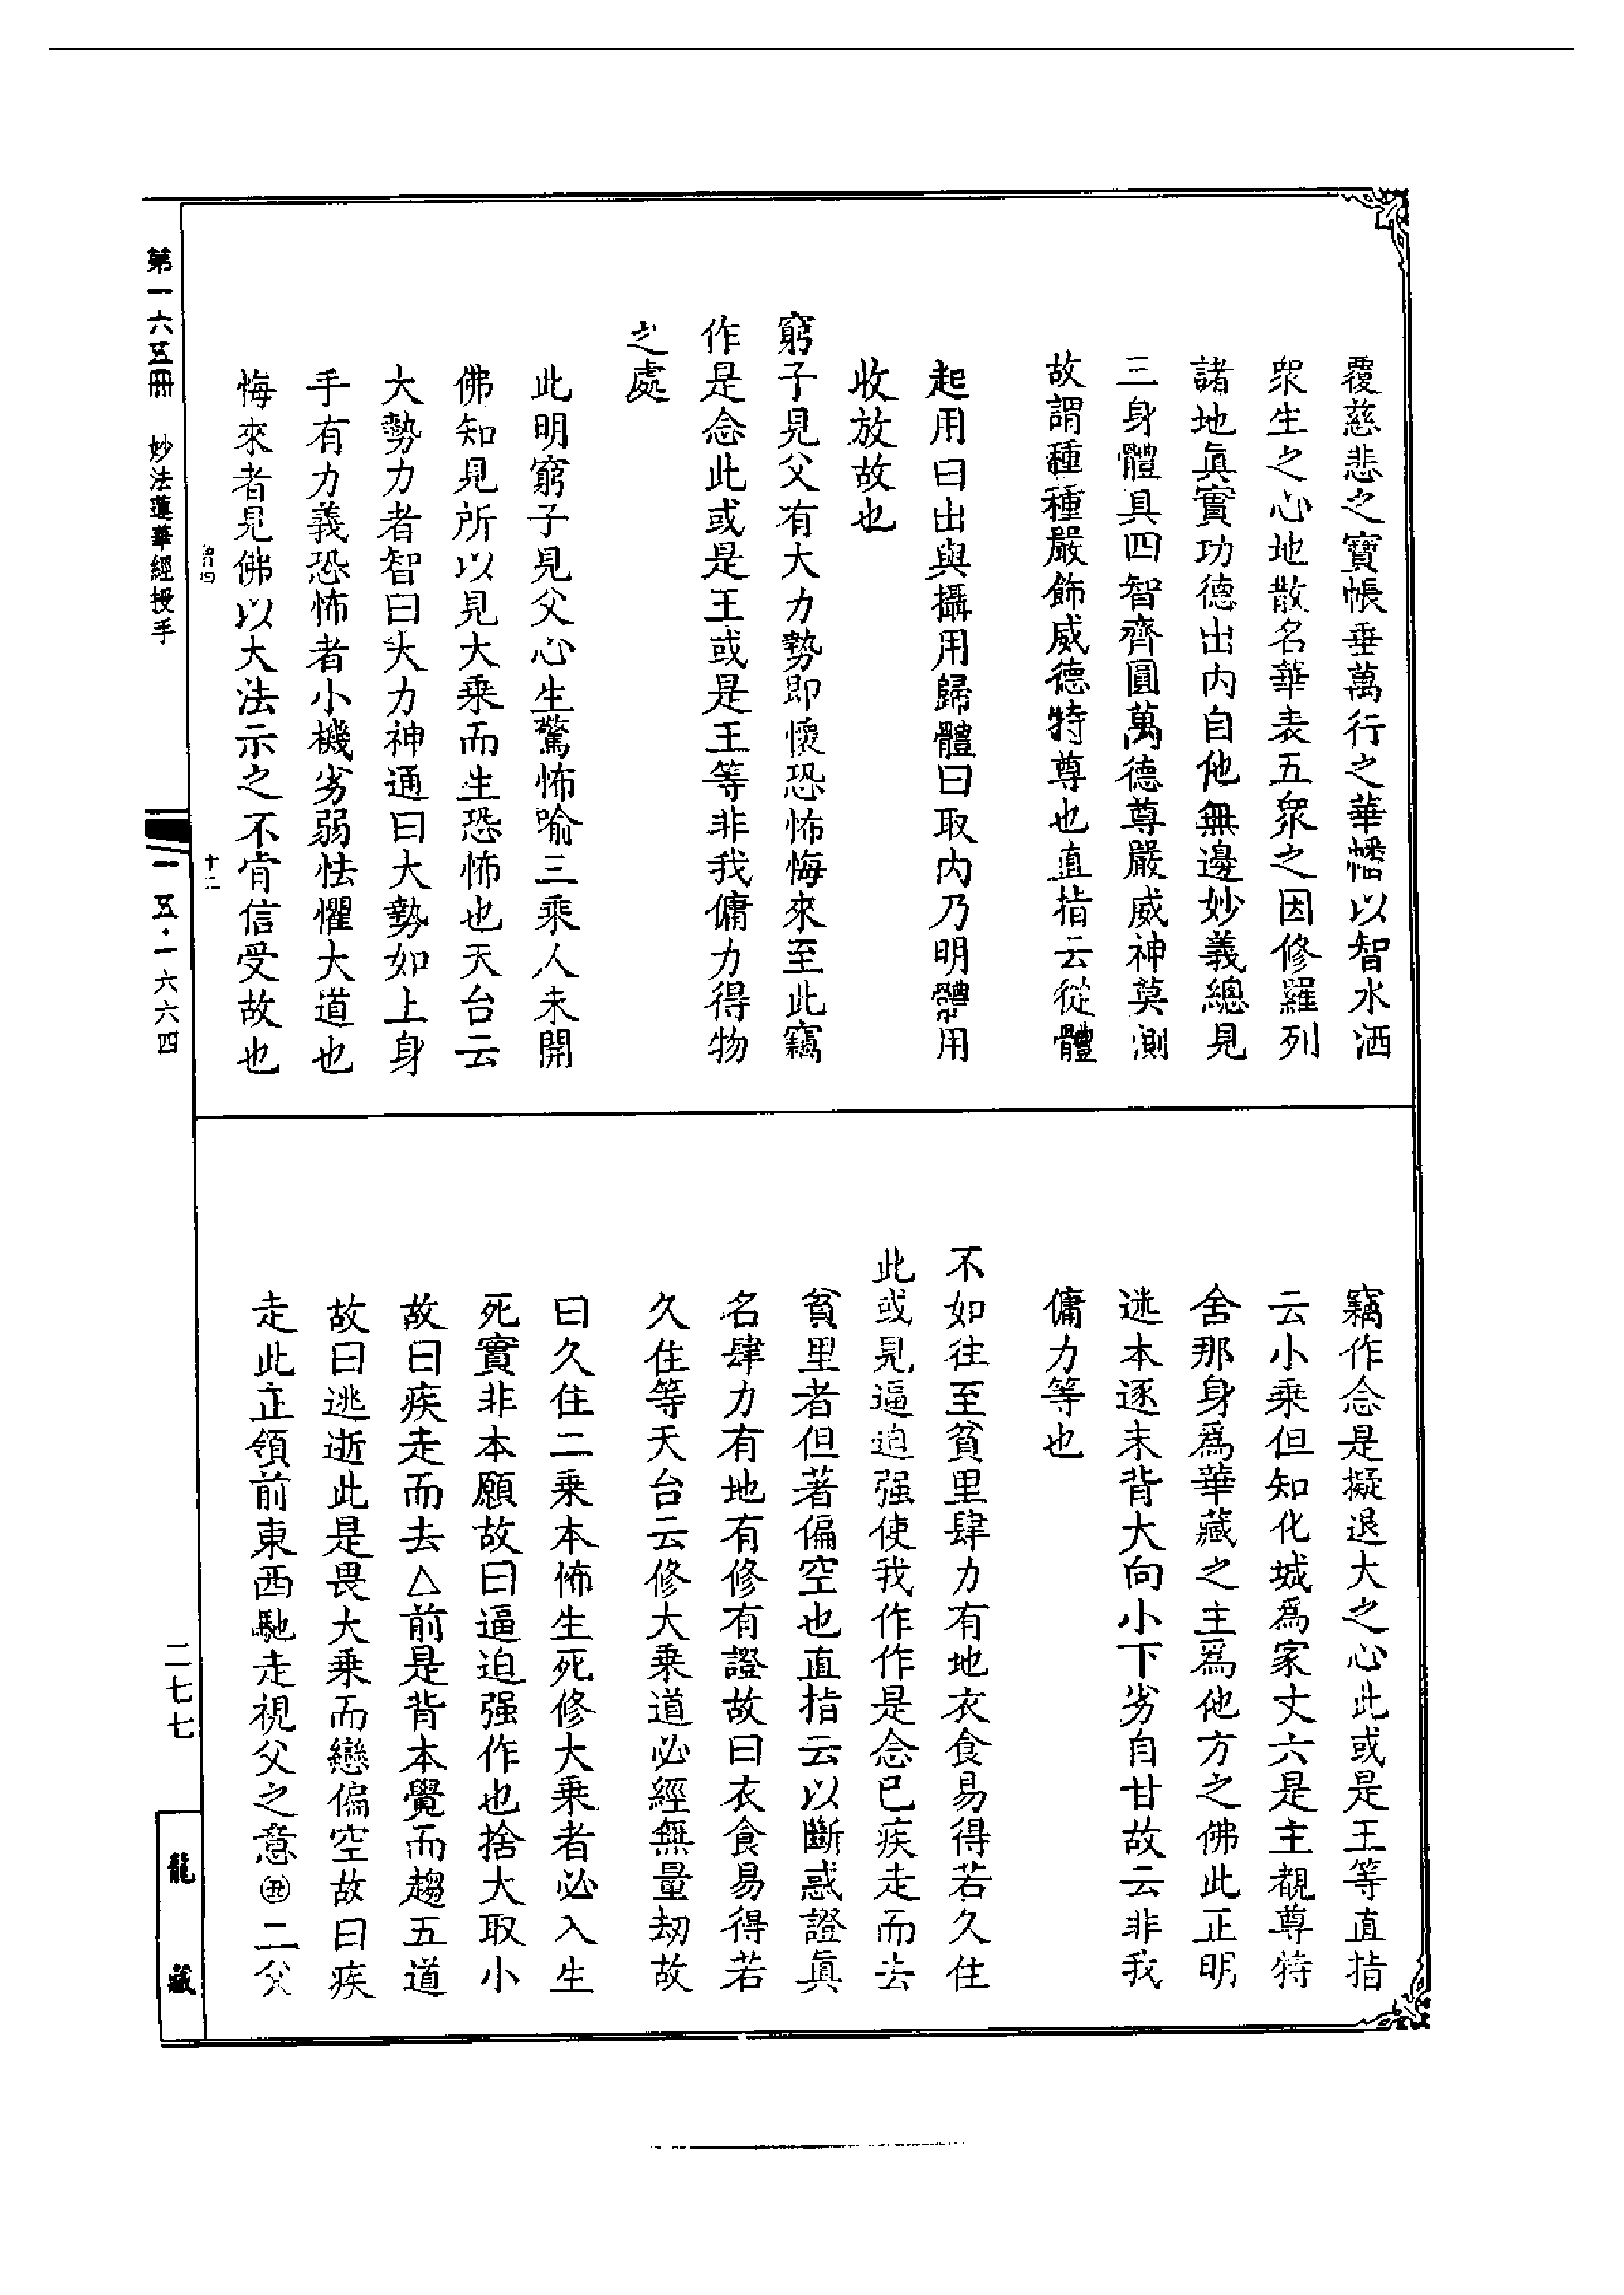 覆慈悲之寶帳垂萬行之華幡以智水洒
衆生之心地散名華表五衆之因修羅列
諸地眞實功德出内自他無邊妙義總見
三身體具四智齊圓萬德尊嚴威神莫測
故謂種種嚴飾威德特尊也直指云從體
起用曰出與攝用歸體曰取内乃明體用
收放故也
窮子見父有大力勢即懷恐怖悔來至此竊
作是念此或是王或是王等非我傭力得物
之處
此明窮子見父心生驚怖喻三乘人未開
佛知見所以見大乘而生恐怖也天台云
大勢力者智曰大力神通曰大勢如上身
手有力義恐怖者小機劣弱怯懼大道也
悔來者見佛以大法示之不肯信受故也
竊作念是擬退大之心此或是王等直指
云小乘但知化城爲家丈六是主覩尊特
舍那身爲華藏之主爲他方之佛此正明
逃本逐末背大向小下劣自甘故云非我
傭力等也
不如往至貧里肆力有地衣食易得若久住
此或見逼迫强使我作作是念已疾走而去
貧里者但著偏空也直指云以斷惑證眞
名肆力有地有修有證故曰衣食易得若
久住等天台云修大乘道必經無量劫故
曰久住二乘本怖生死修大乘者必入生
死實非本願故曰逼迫强作也捨大取小
故曰疾走而去△前是背本覺而趨五道
故曰逃逝此是畏大乘而戀偏空故曰疾
走此正領前東西馳走視父之意㊄二父
第一六五冊 妙法蓮華經授手
十二
一五·一六六四
二七七
龍藏